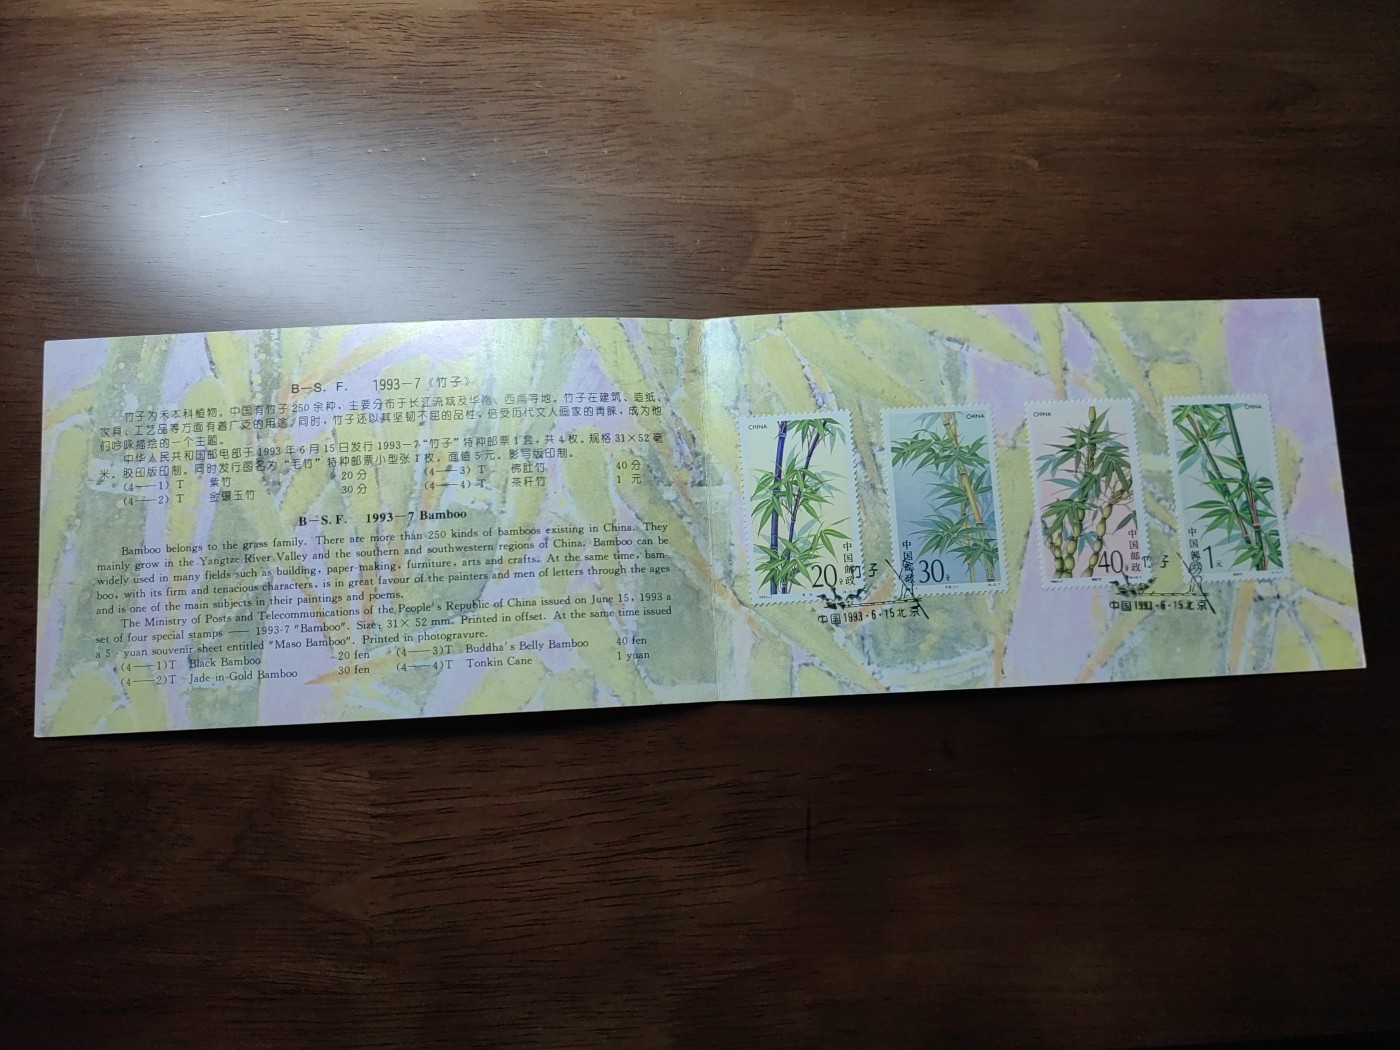 B—S. F. 1993—7《竹子》
竹子为禾本科植物。中国有竹子250余种，主要分布于长江流域及华南、西南等地。竹子在建筑、造纸、
家具、工艺品等方面有着广泛的用途。同时，竹子还以其坚韧不屈的品性，倍受历代文人画家的青睐，成为他
们吟咏描绘的一个主题。
中华人民共和国邮电部于1993年6月15日发行1993—7“竹子”特种邮票1套，共4枚。规格31×52毫
米。胶印版印制。同时发行图名为“毛竹”特种邮票小型张1枚。面值5元。影写版印制。
(4—1) T 紫竹 20分 (4—3) T 佛肚竹 40分
(4—2) T 金镶玉竹 30分 (4—4) T 茶秆竹 1元
B—S.F. 1993—7 Bamboo
Bamboo belongs to the grass family. There are more than 250 kinds of bamboos existing in China. They
mainly grow in the Yangtze River Valley and the southern and southwestern regions of China. Bamboo can be
widely used in many fields such as building, paper-making, furniture, arts and crafts. At the same time, bam-
boo, with its firm and tenacious characters, is in great favour of the painters and men of letters through the ages
and is one of the main subjects in their paintings and poems.
The Ministry of Posts and Telecommunications of the People's Republic of China issued on June 15, 1993 a
set of four special stamps —— 1993-7 "Bamboo". Size: 31×52 mm. Printed in offset. At the same time issued
a 5-yuan souvenir sheet entitled "Maso Bamboo". Printed in photogravure.
(4—1)T Black Bamboo 20 fen (4—3)T Buddha's Belly Bamboo 40 fen
(4—2)T Jade-in-Gold Bamboo 30 fen (4—4)T Tonkin Cane 1 yuan
CHINA
中国邮政
20分
CHINA
中国邮政
30分
CHINA
中国邮政
40分
CHINA
中国邮政
1元
竹子
中国1993-6-15北京
竹子
中国1993-6-15北京